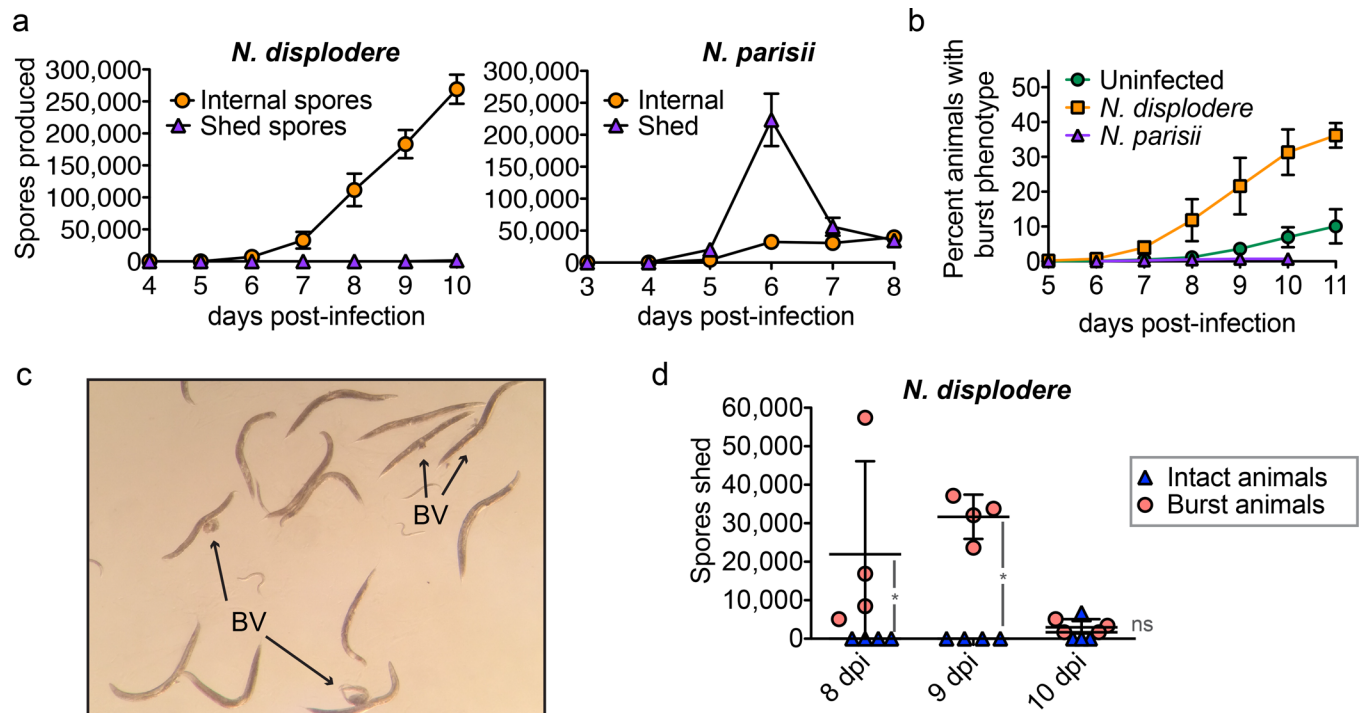 a
N. displodere
Spores produced
300,000
250,000
200,000
150,000
100,000
50,000
0
Internal spores
Shed spores
4 5 6 7 8 9 10
days post-infection
N. parisii
300,000
250,000
200,000
150,000
100,000
50,000
0
Internal
Shed
3 4 5 6 7 8
days post-infection
b
Percent animals with
burst phenotype
50
40
30
20
10
0
Uninfected
N. displodere
N. parisii
5 6 7 8 9 10 11
days post-infection
c
BV
BV
d
N. displodere
Spores shed
60,000
50,000
40,000
30,000
20,000
10,000
0
*
*
ns
8 dpi
9 dpi
10 dpi
Intact animals
Burst animals